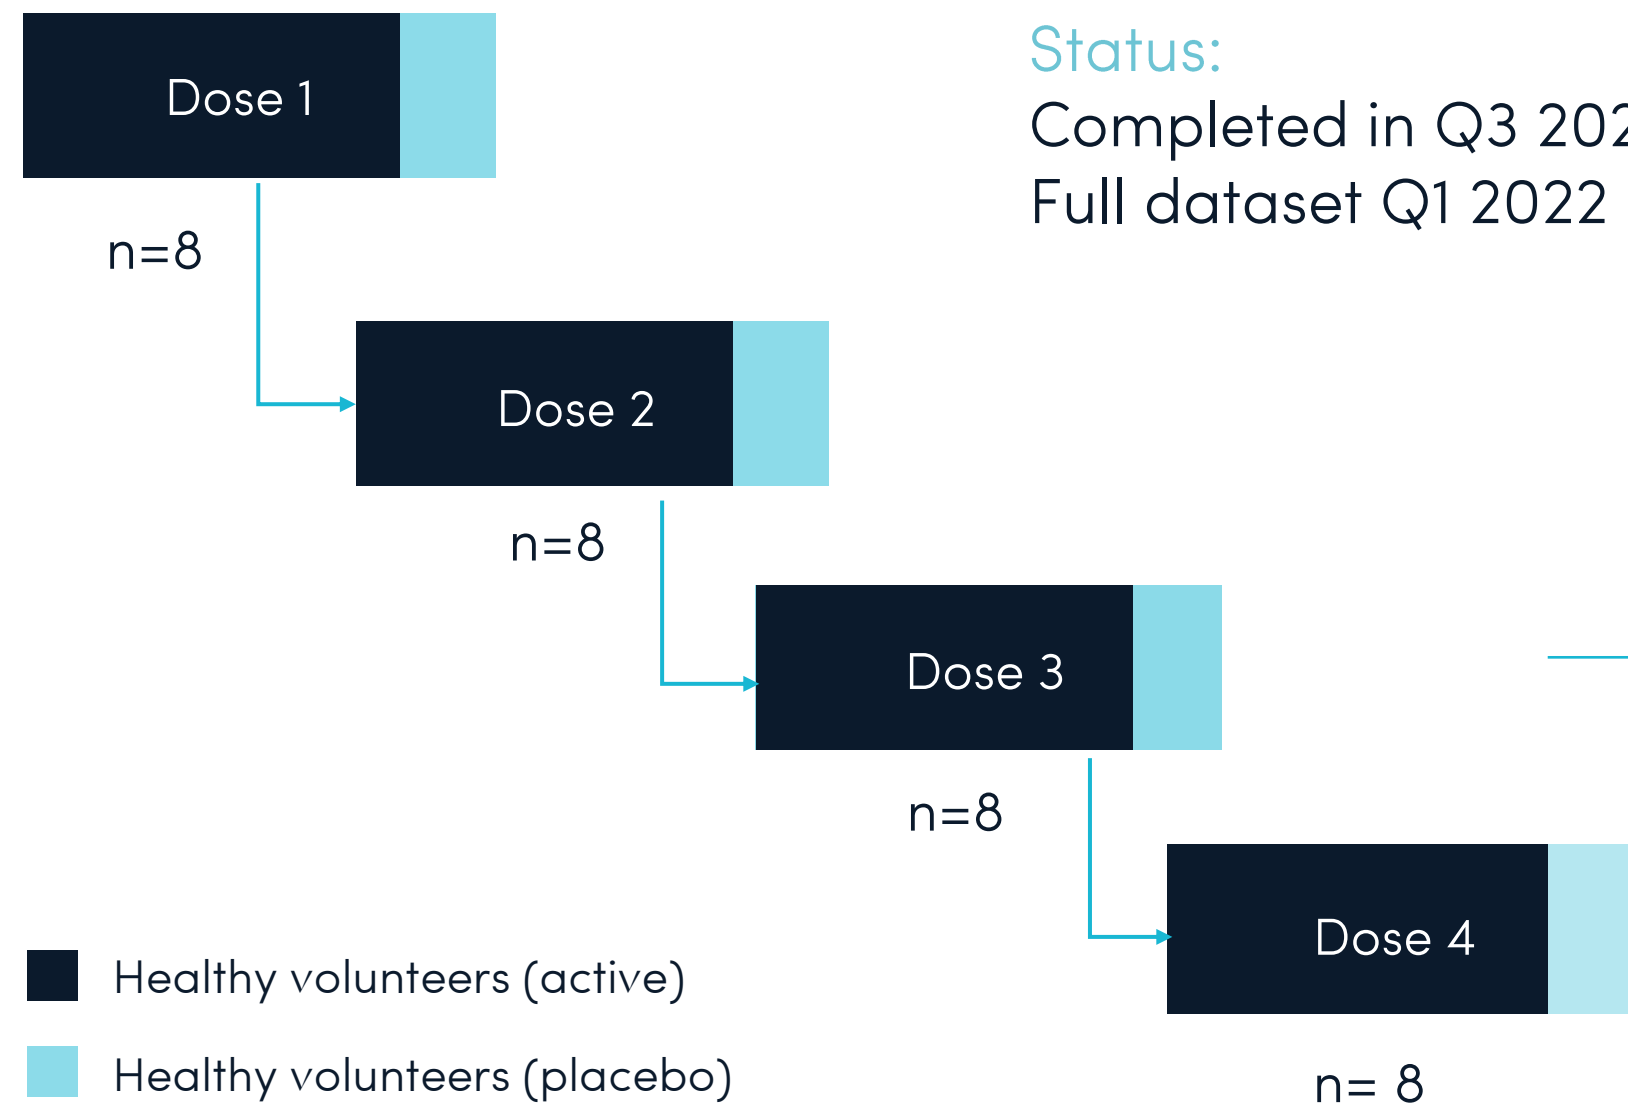 Dose 1
Status:
Completed in Q3 202
Full dataset Q1 2022
n=8
Dose 2
n=8
Dose 3
n=8
Dose 4
Healthy volunteers (active)
Healthy volunteers (placebo)
n= 8